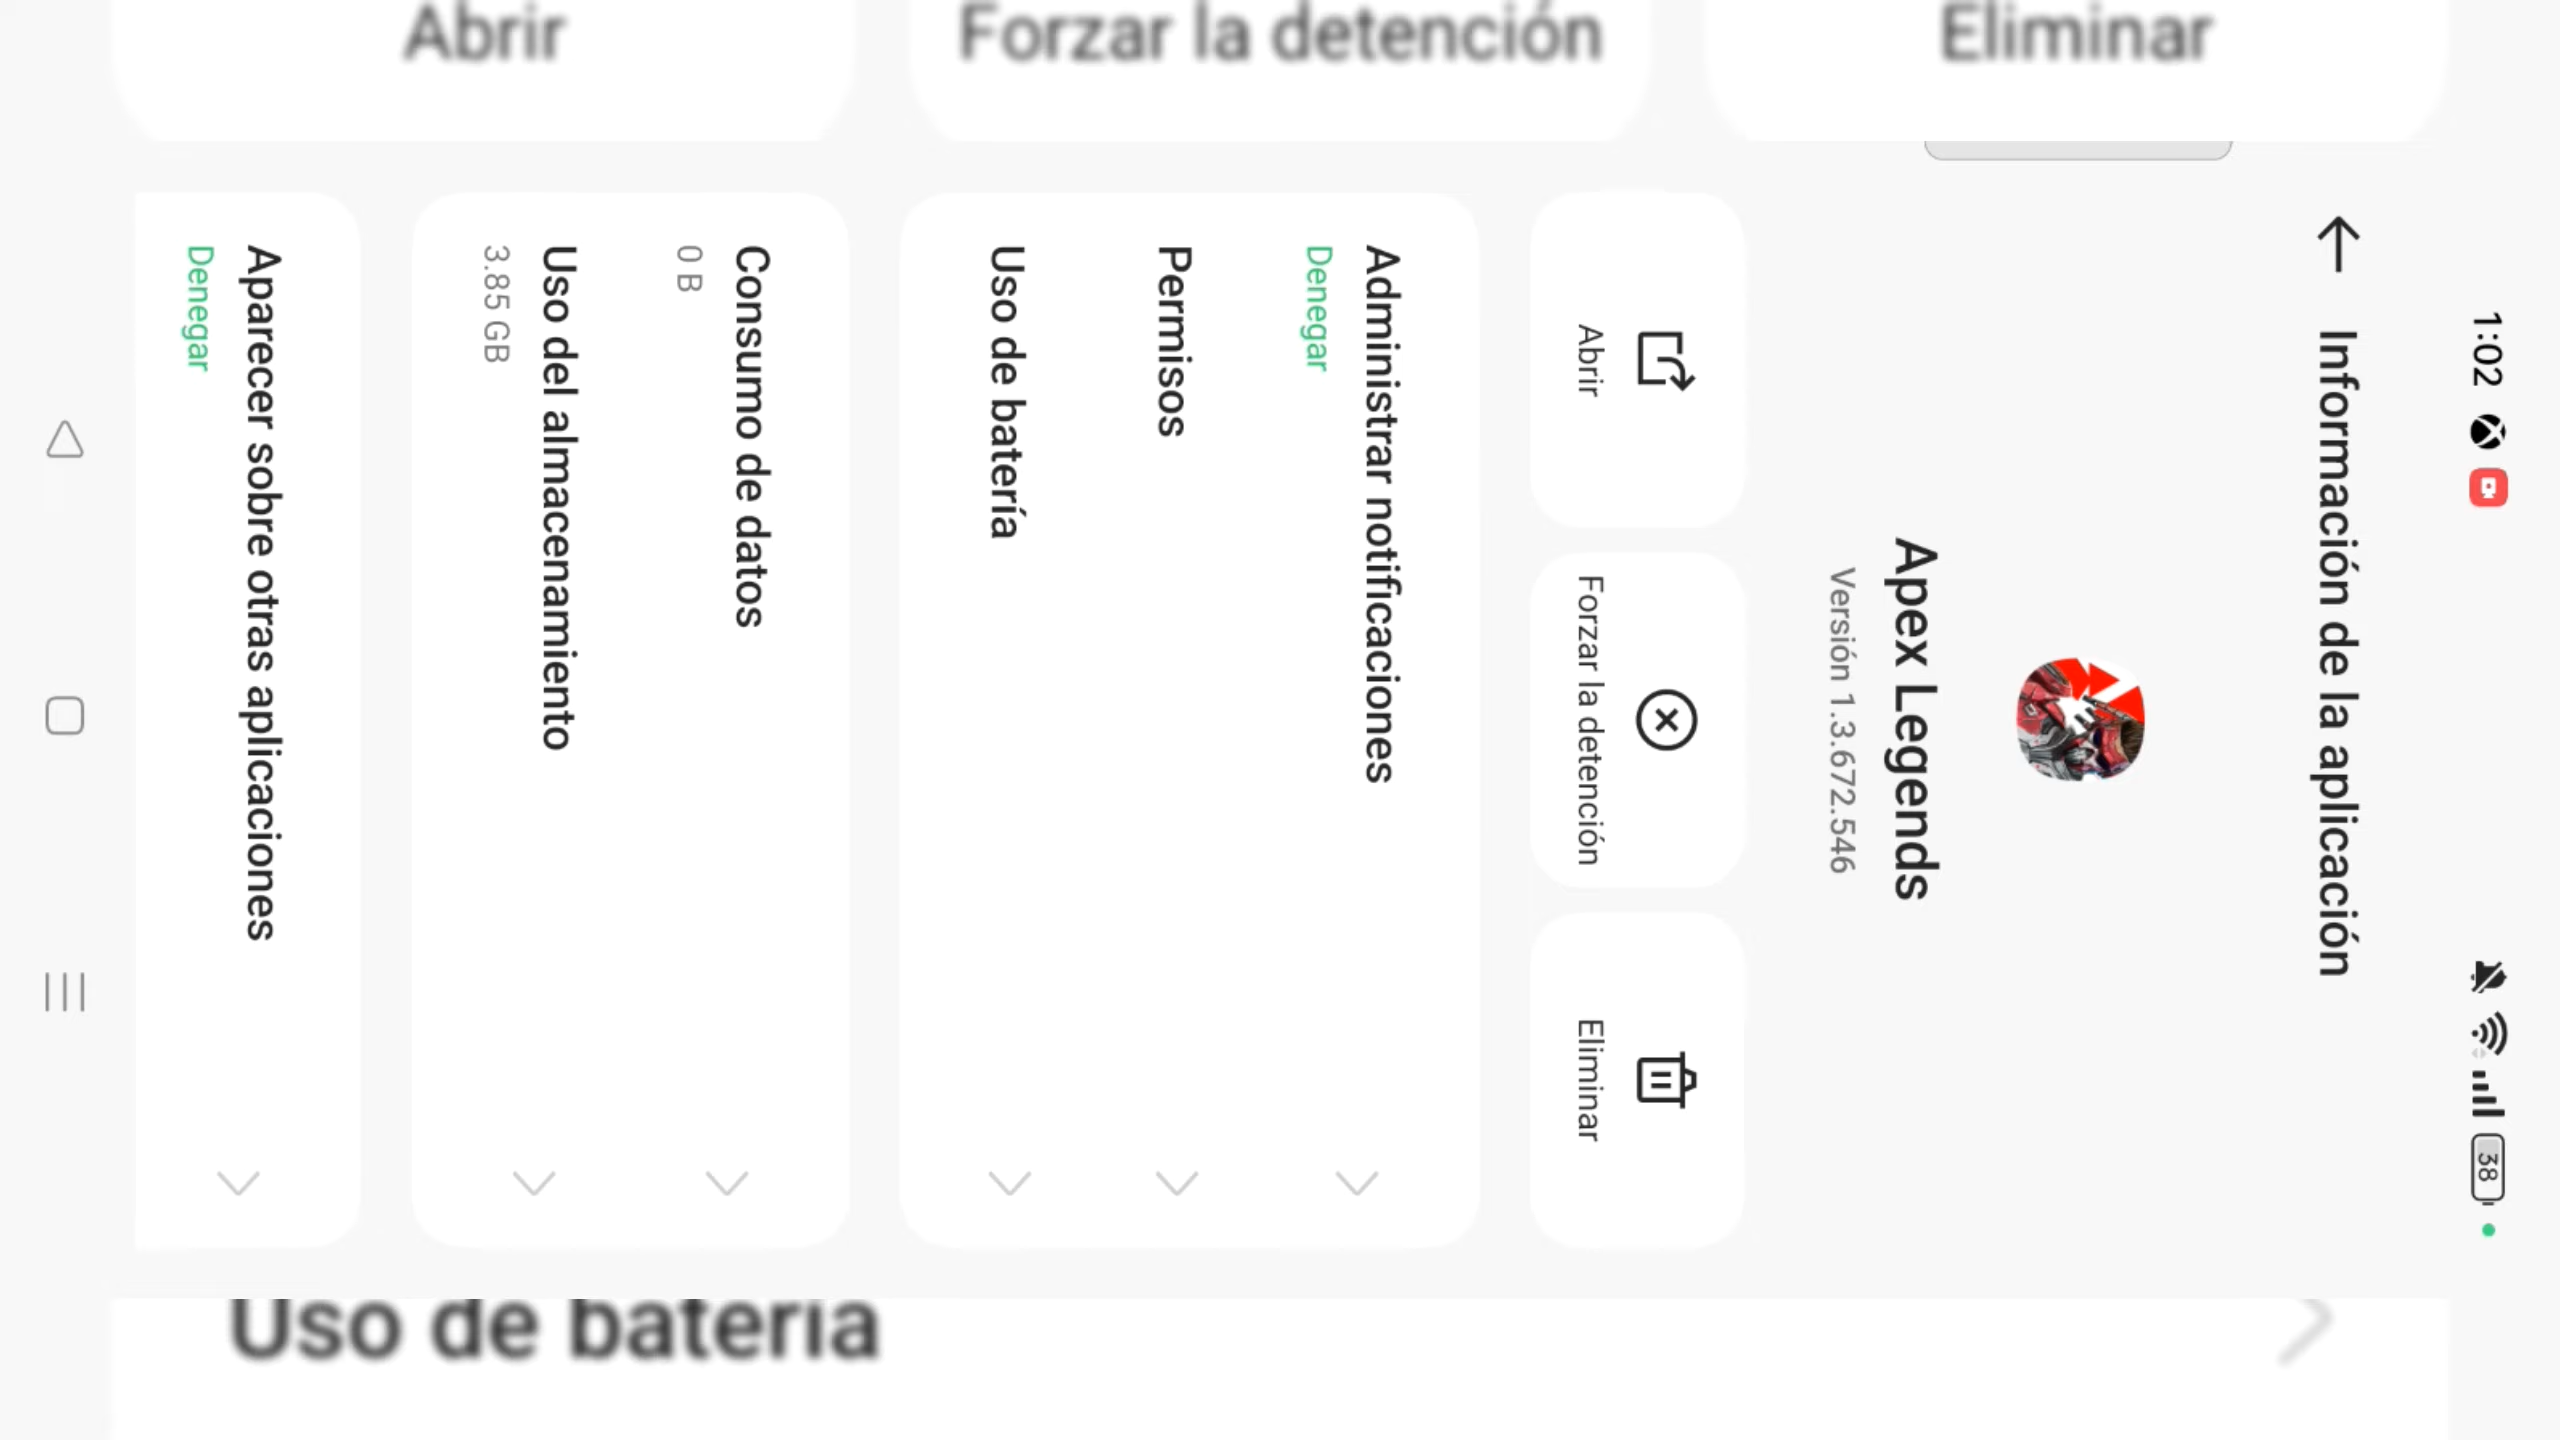 Abrir
Forzar la detención
Eliminar
1:02
38
Información de la aplicación
Apex Legends
Versión 1.3.672.546
Abrir
Forzar la detención
Eliminar
Administrar notificaciones
Denegar
Permisos
Uso de batería
Consumo de datos
0 B
Uso del almacenamiento
3.85 GB
Aparecer sobre otras aplicaciones
Denegar
Uso de batería